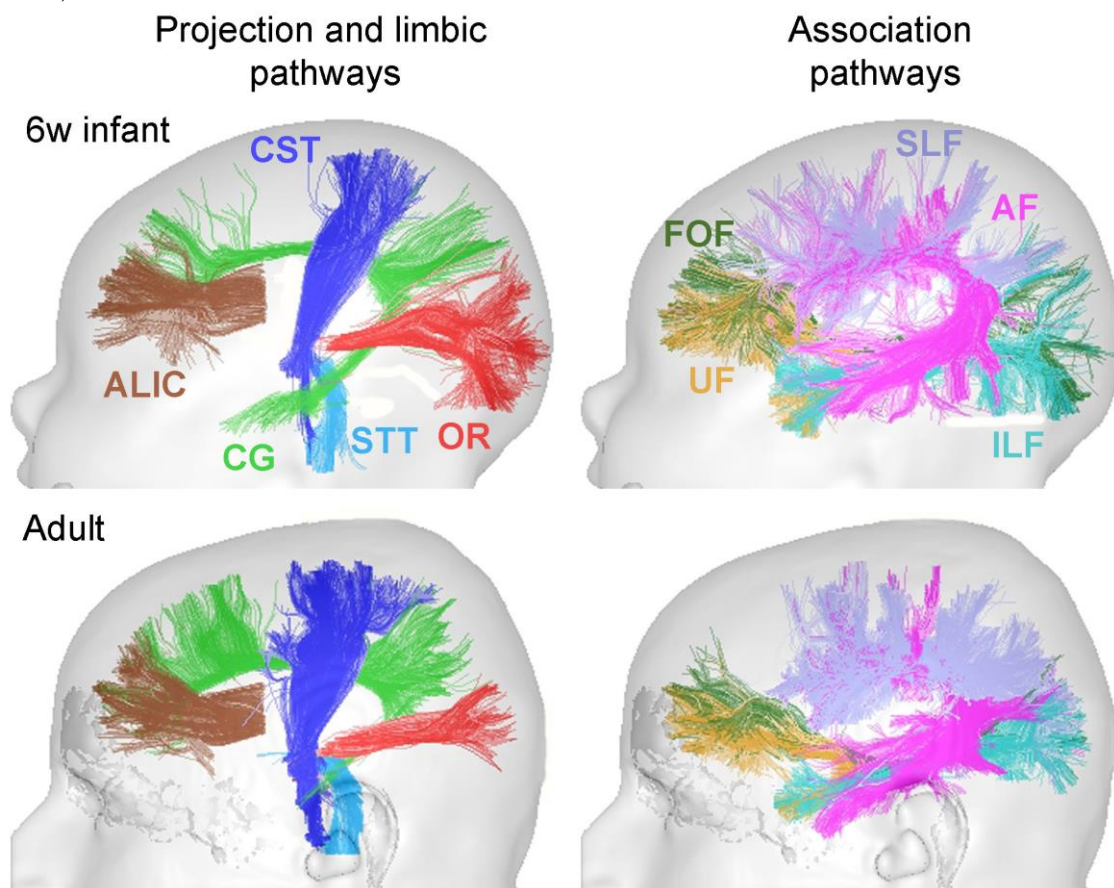 Projection and limbic
pathways
Association
pathways
6w infant
CST
ALIC
CG
STT
OR
SLF
AF
FOF
UF
ILF
Adult